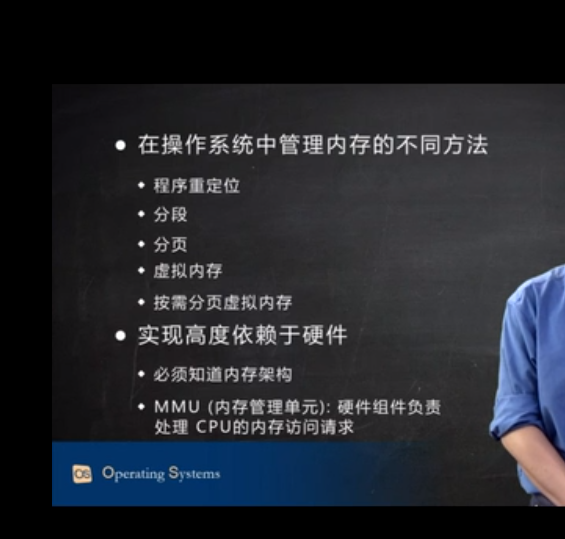 ● 在操作系统中管理内存的不同方法
◆ 程序重定位
◆ 分段
◆ 分页
◆ 虚拟内存
◆ 按需分页虚拟内存
● 实现高度依赖于硬件
◆ 必须知道内存架构
◆ MMU (内存管理单元): 硬件组件负责
处理 CPU的内存访问请求
OS Operating Systems